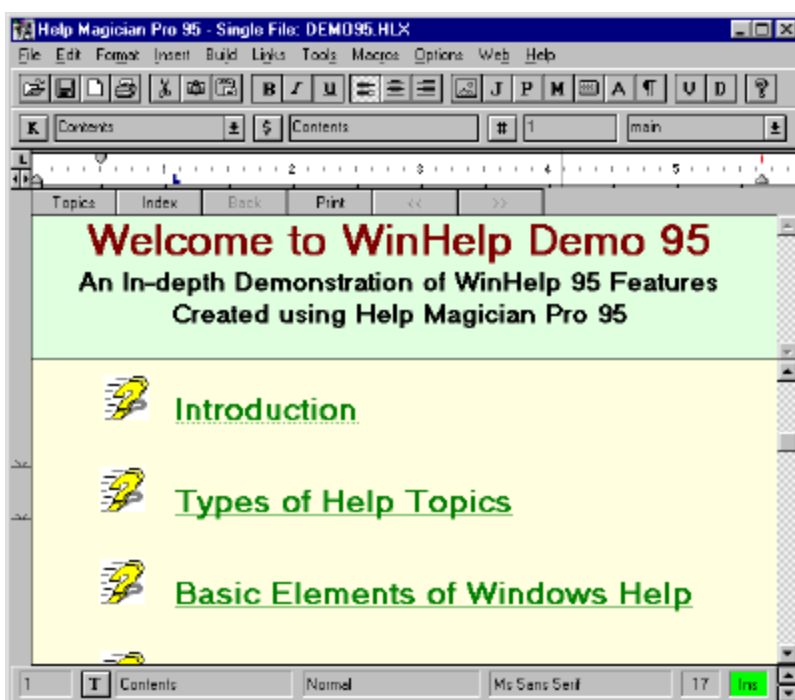 Help Magician Pro 95 - Single File: DEMO95.HLX
File Edit Format Insert Build Links Tools Macros Options Web Help
B I U J P M A ¶ V D ?
K Contents $ Contents # 1 main
L
1 2 3 4 5
Topics Index Back Print << >>
Welcome to WinHelp Demo 95
An In-depth Demonstration of WinHelp 95 Features
Created using Help Magician Pro 95
Introduction
Types of Help Topics
Basic Elements of Windows Help
1 T Contents Normal Ms Sans Serif 17 Ins